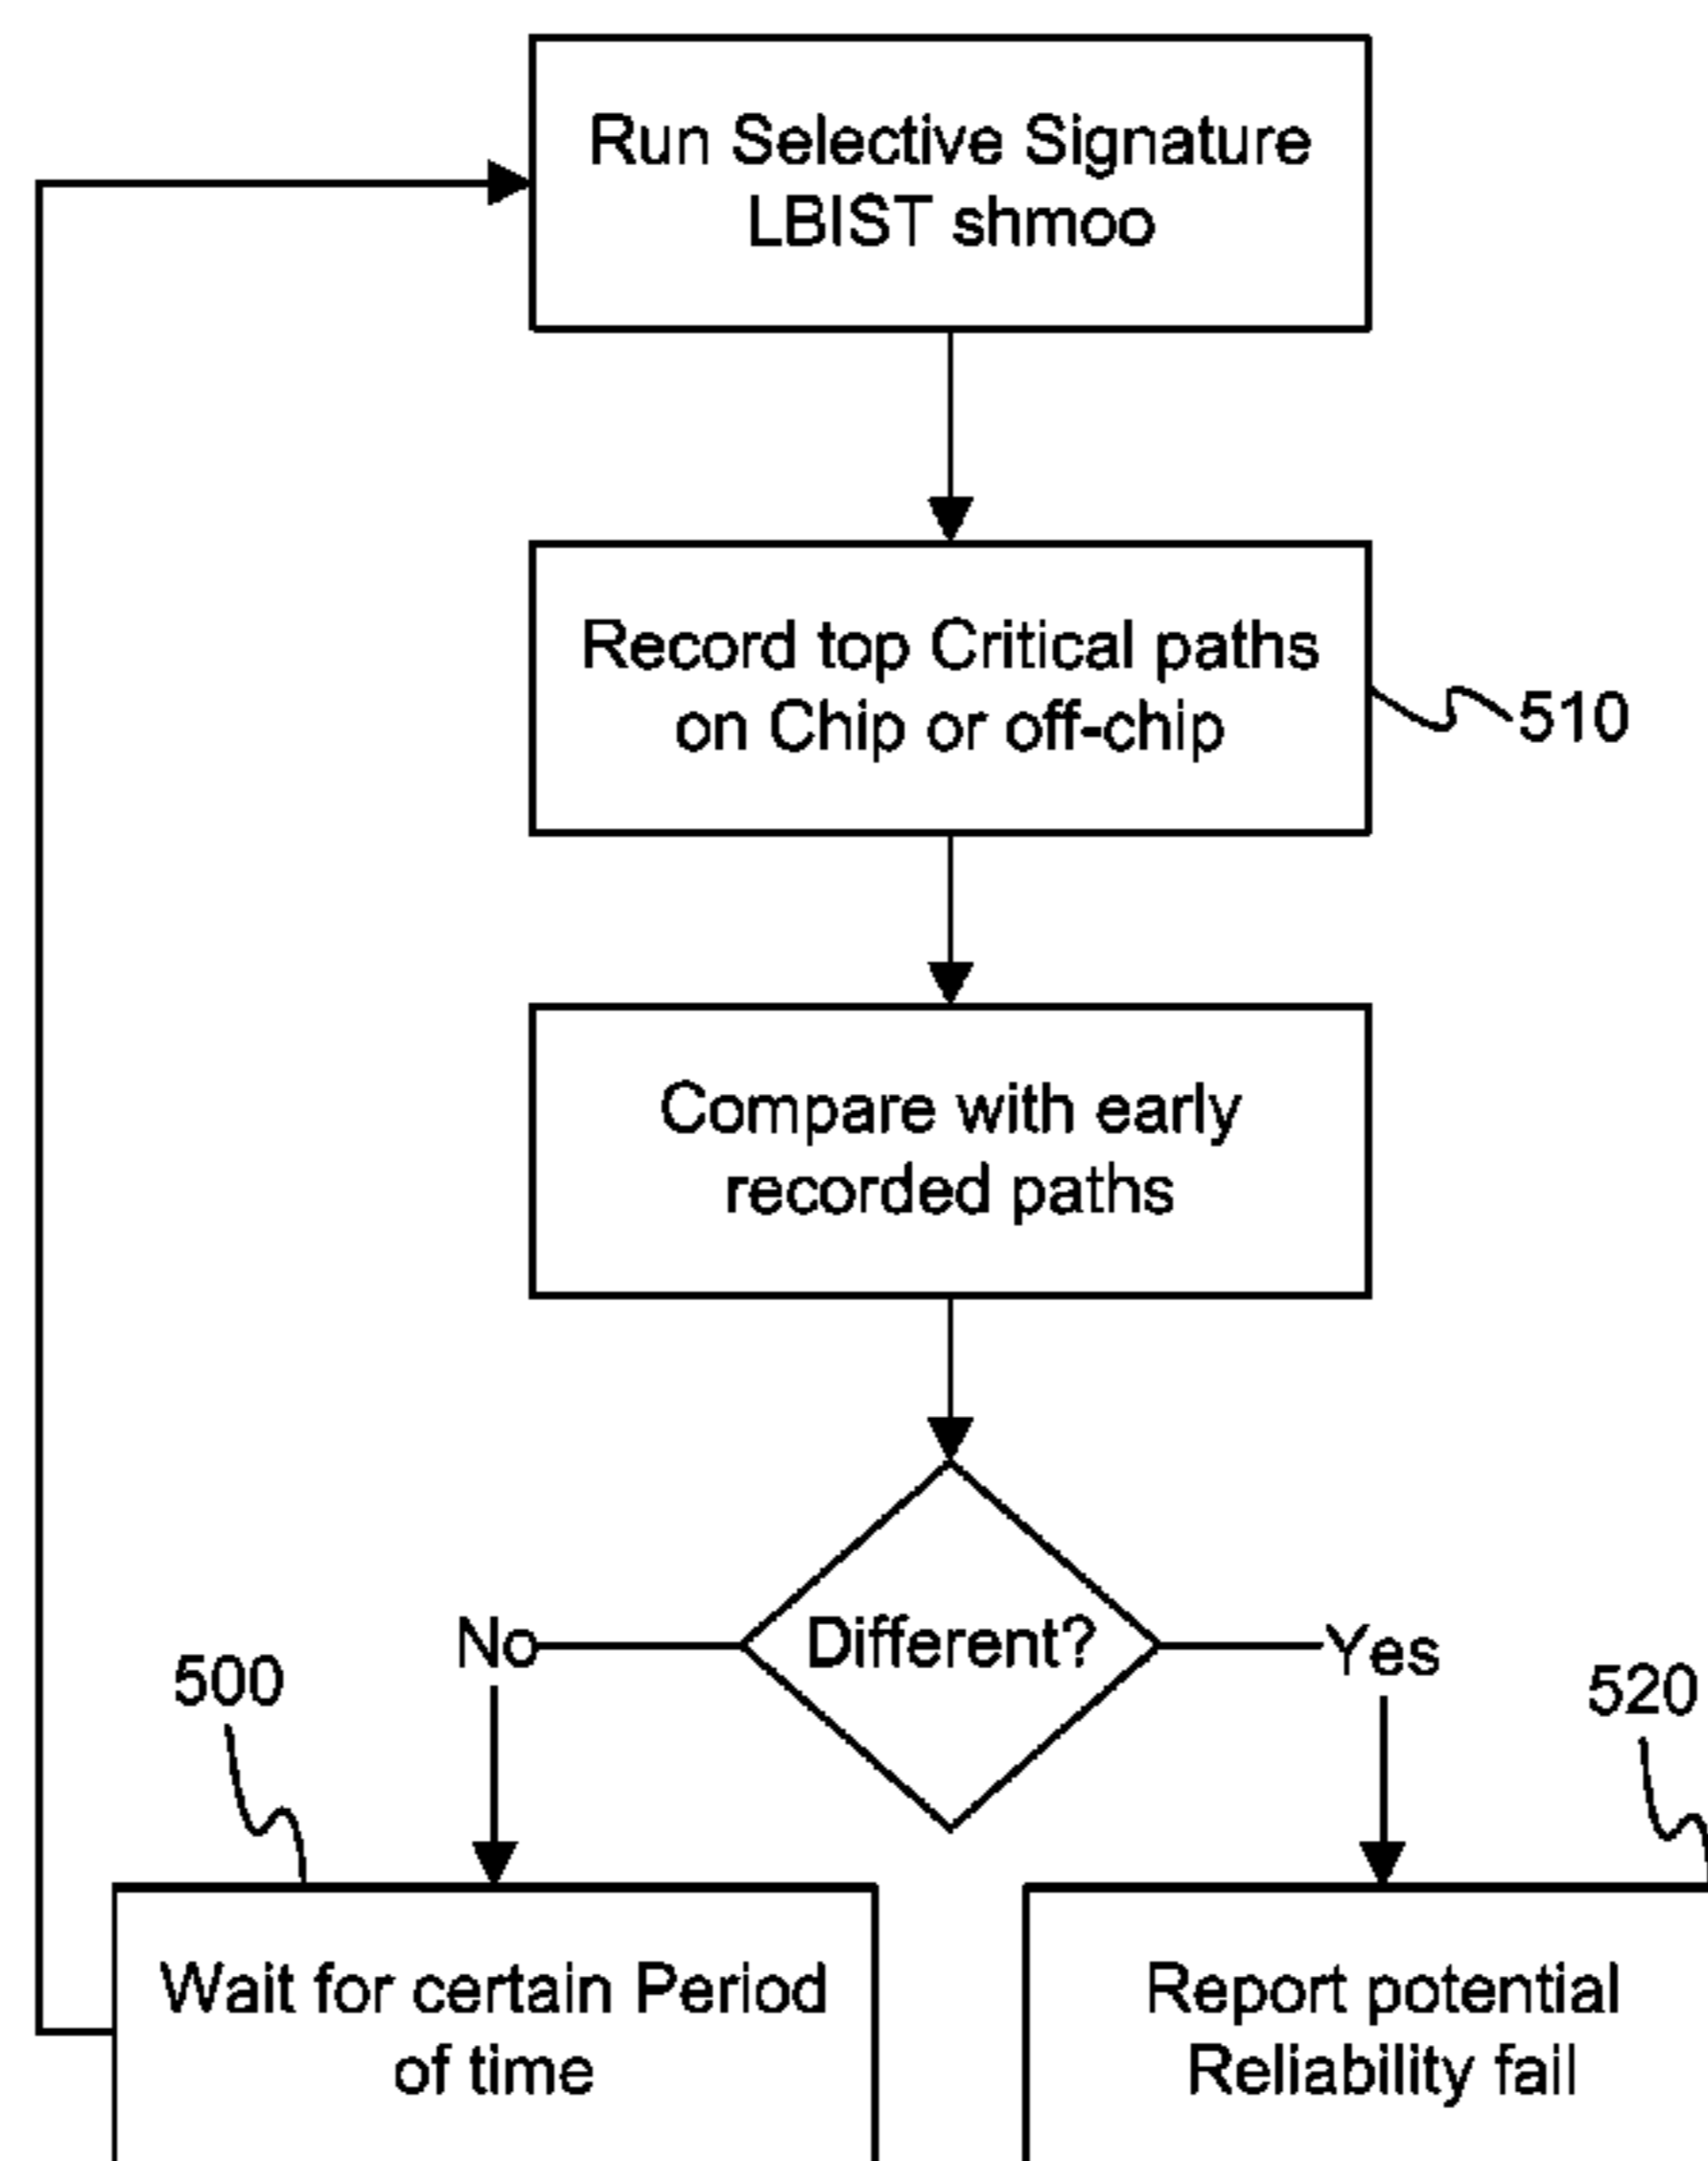 Run Selective Signature
LBIST shmoo
Record top Critical paths
on Chip or off-chip
510
Compare with early
recorded paths
Different?
No
Yes
500
520
Wait for certain Period
of time
Report potential
Reliability fail